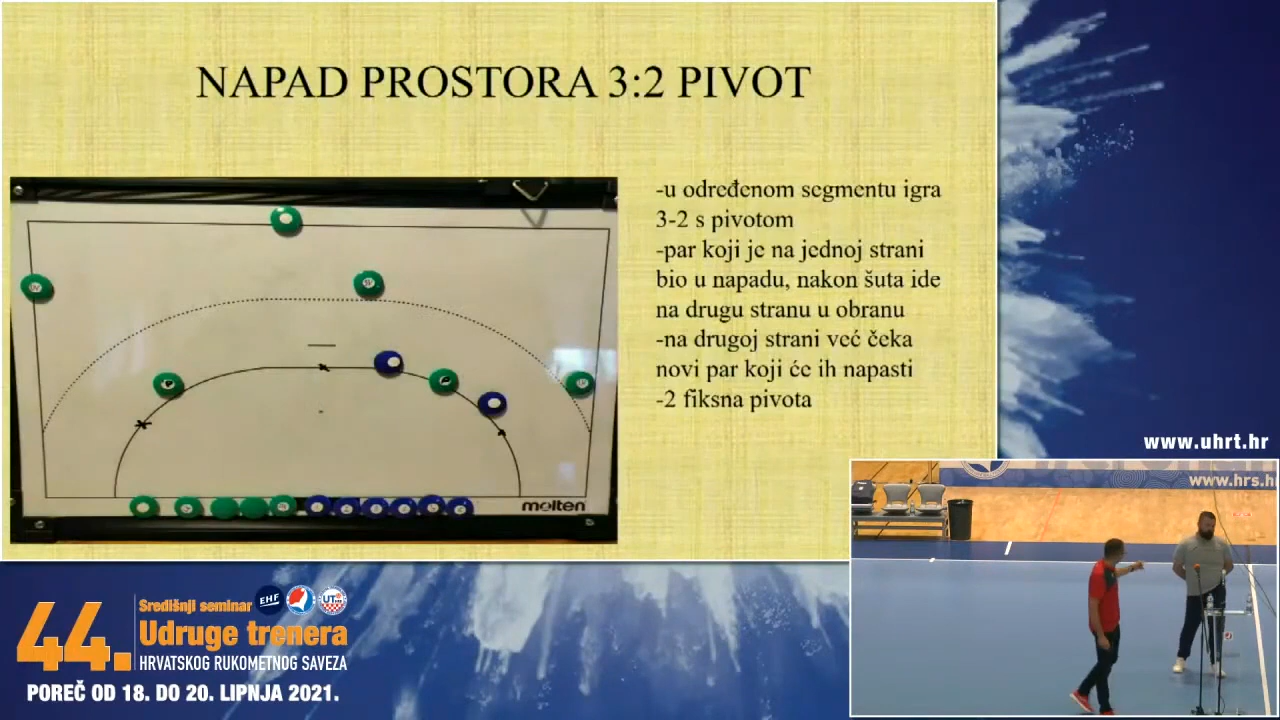 NAPAD PROSTORA 3:2 PIVOT
-u određenom segmentu igra
3-2 s pivotom
-par koji je na jednoj strani
bio u napadu, nakon šuta ide
na drugu stranu u obranu
-na drugoj strani već čeka
novi par koji će ih napasti
-2 fiksna pivota
molten
www.uhrt.hr
www.hrs.h
44.
Središnji seminar
EHF
UT
Udruge trenera
HRVATSKOG RUKOMETNOG SAVEZA
POREČ OD 18. DO 20. LIPNJA 2021.